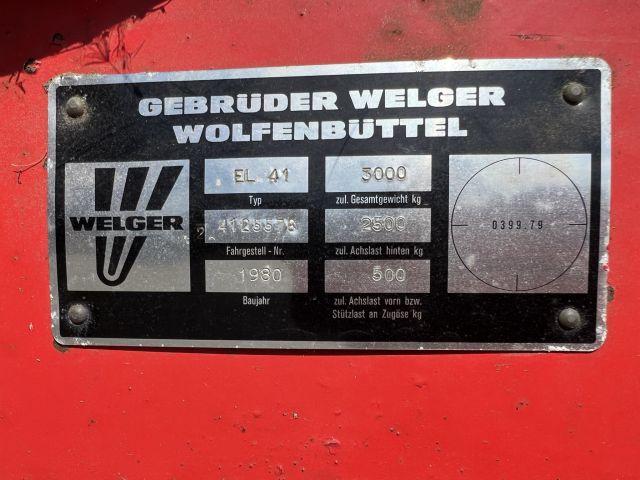 GEBRÜDER WELGER
WOLFENBÜTTEL
WELGER
EL 41
Typ
Fahrgestell - Nr.
1980
Baujahr
3000
zul. Gesamtgewicht kg
2500
zul. Achslast hinten kg
500
zul. Achslast vorn bzw.
Stützlast an Zugöse kg
0399.79